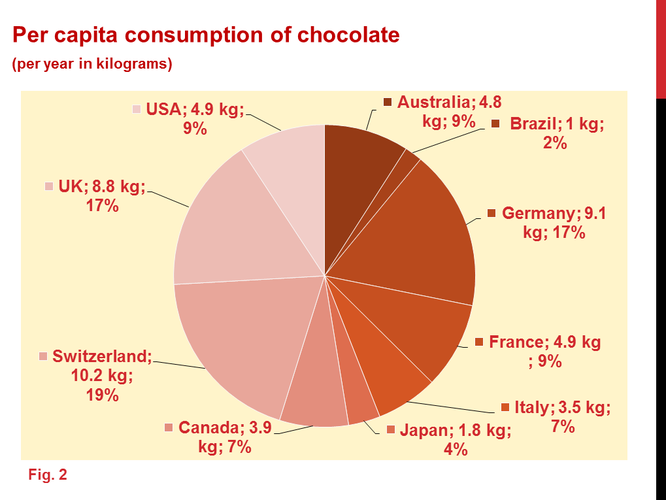 Per capita consumption of chocolate
(per year in kilograms)
USA; 4.9 kg;
9%
Australia; 4.8
kg; 9%
Brazil; 1 kg;
2%
UK; 8.8 kg;
17%
Germany; 9.1
kg; 17%
Switzerland;
10.2 kg;
19%
France; 4.9 kg
; 9%
Italy; 3.5 kg;
7%
Canada; 3.9
kg; 7%
Japan; 1.8 kg;
4%
Fig. 2